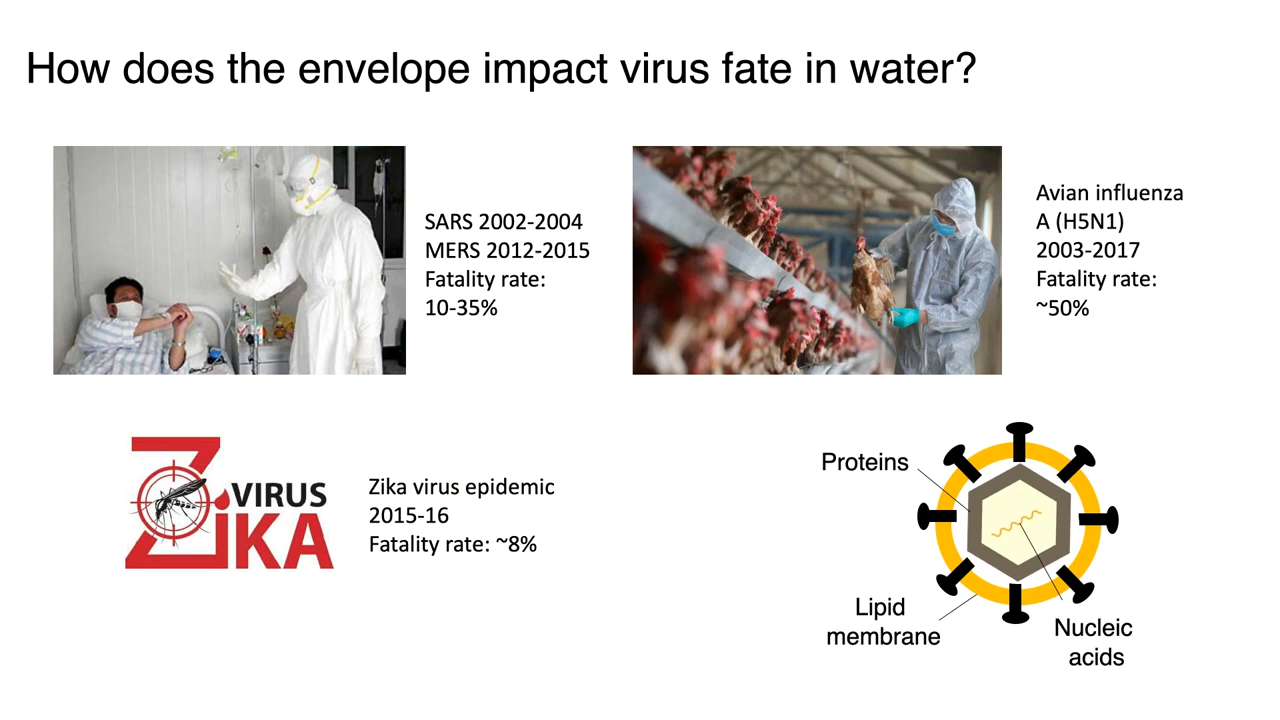 How does the envelope impact virus fate in water?
SARS 2002-2004
MERS 2012-2015
Fatality rate:
10-35%
Avian influenza
A (H5N1)
2003-2017
Fatality rate:
~50%
ZiKA VIRUS
Zika virus epidemic
2015-16
Fatality rate: ~8%
Proteins
Lipid
membrane
Nucleic
acids